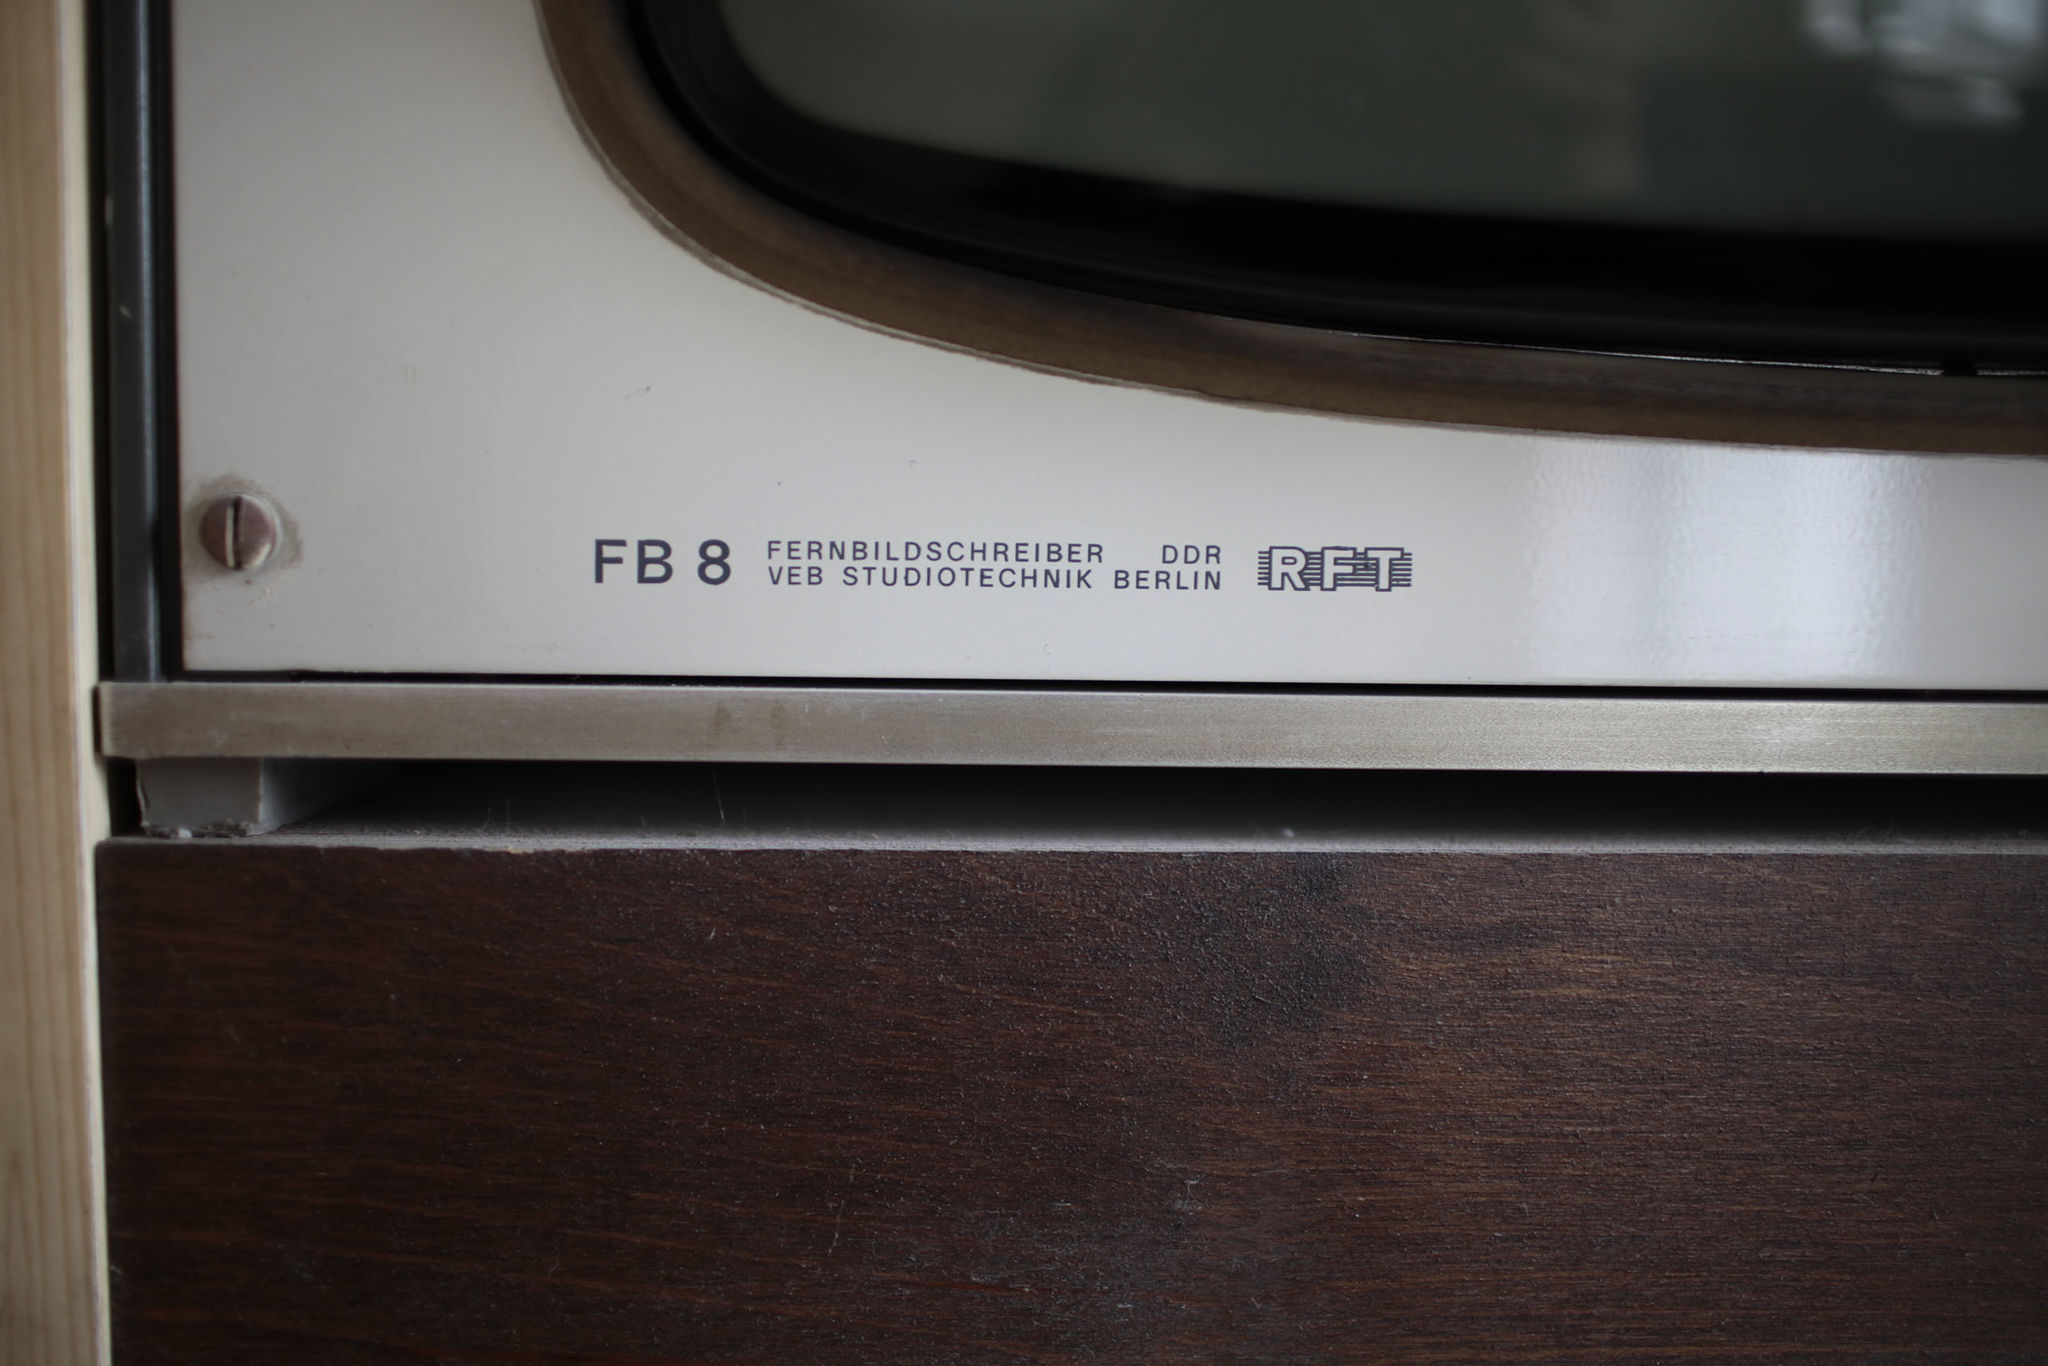 FB 8 FERNBILDSCHREIBER DDR
VEB STUDIOTECHNIK BERLIN
RFT